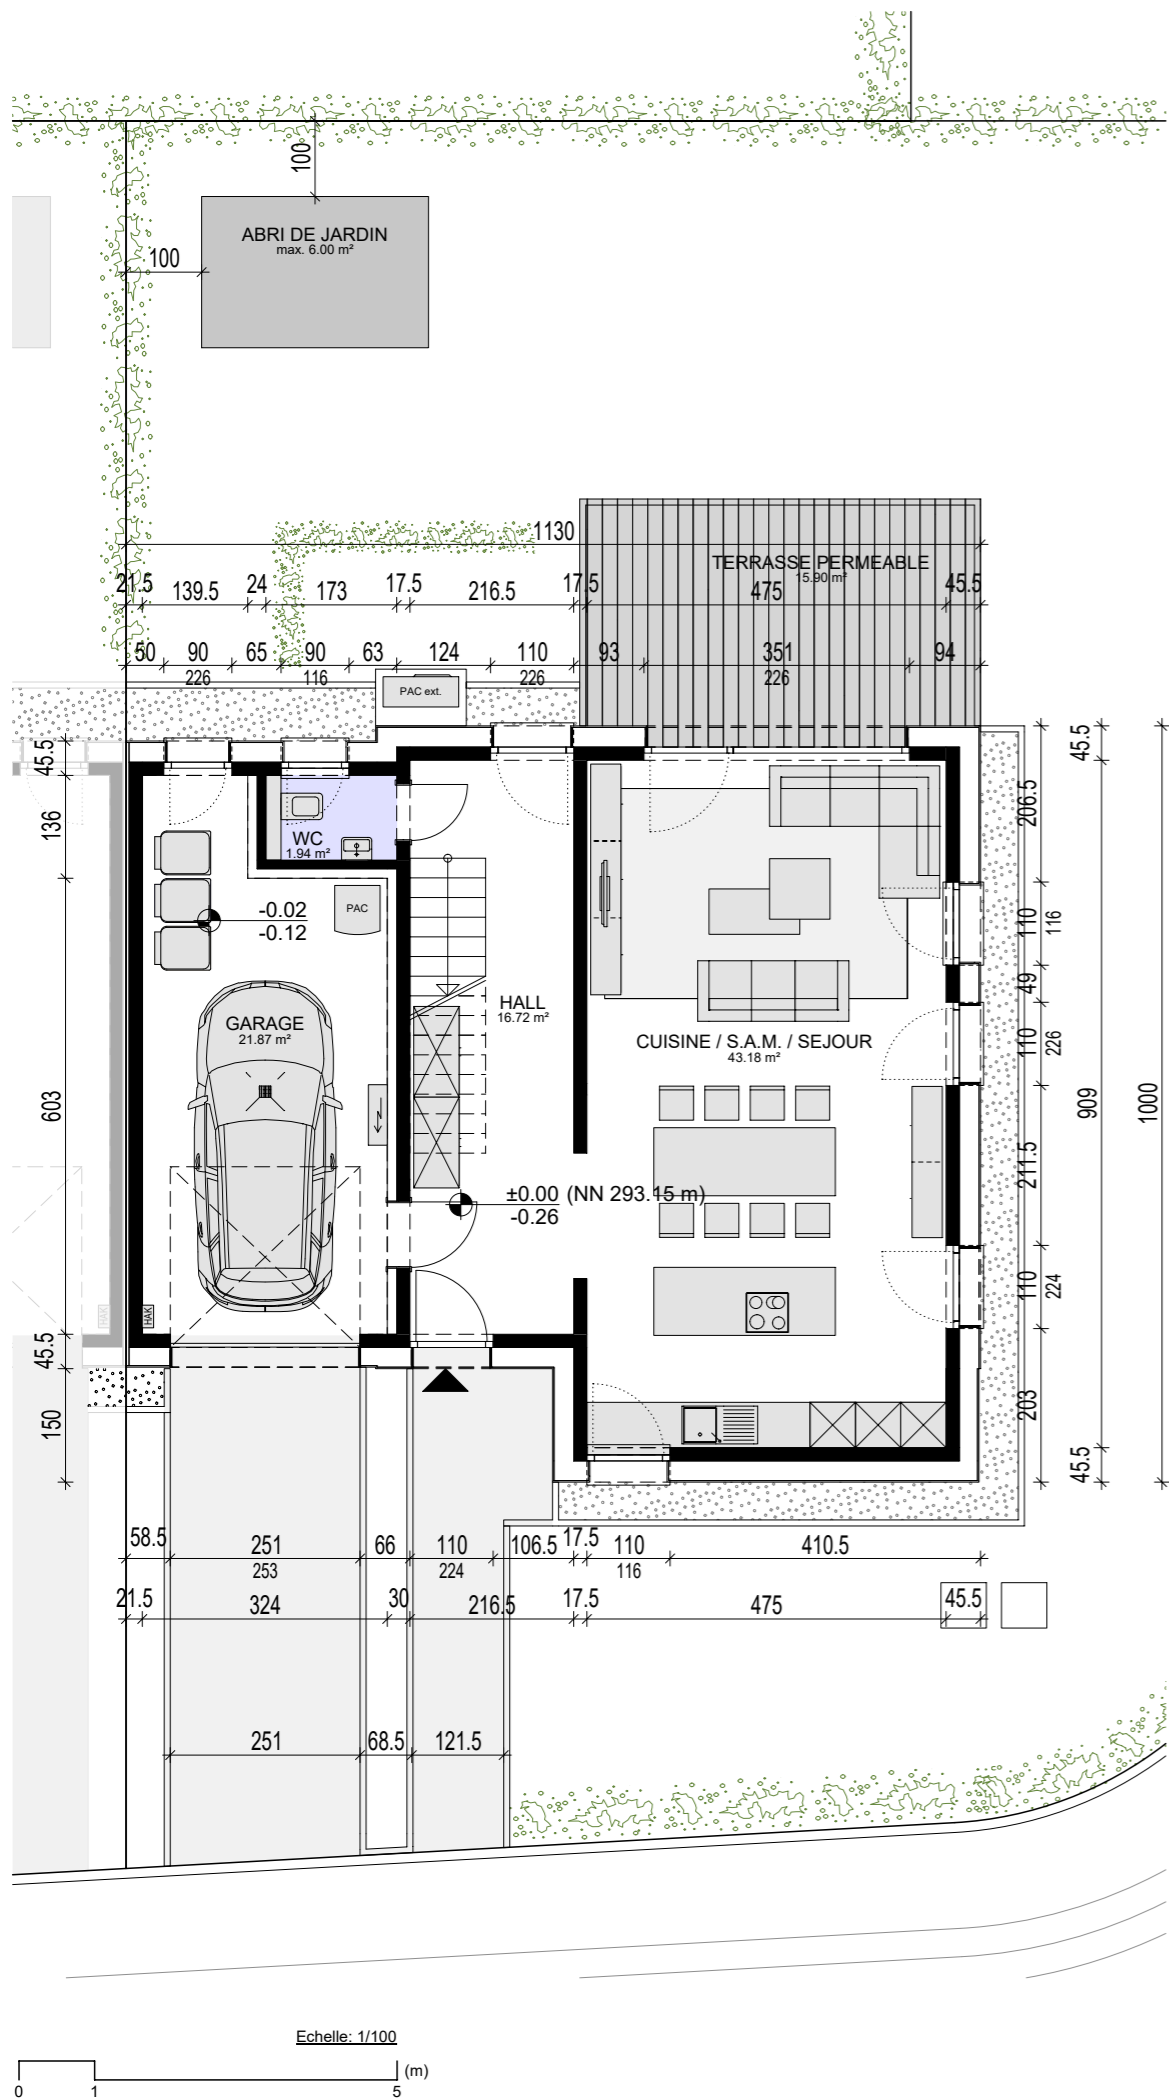 100
ABRI DE JARDIN
max. 6.00 m²
100
1130
TERRASSE PERMEABLE
15.90 m²
21.5 139.5 24 173 17.5 216.5 17.5 475 45.5
50 90 65 90 63 124 110 93 351 94
226 116 226 226
PAC ext.
45.5
136
603
45.5
150
WC
1.94 m²
PAC
-0.02
-0.12
GARAGE
21.87 m²
HALL
16.72 m²
CUISINE / S.A.M. / SEJOUR
43.18 m²
±0.00 (NN 293.15 m)
-0.26
HAK
HAK
206.5
110
116
49
110
226
211.5
110
224
203
45.5
909
45.5
1000
58.5 251 66 110 106.5 17.5 110 410.5
253 224 116
21.5 324 30 216.5 17.5 475 45.5
251 68.5 121.5
Echelle: 1/100
(m)
0 1 5